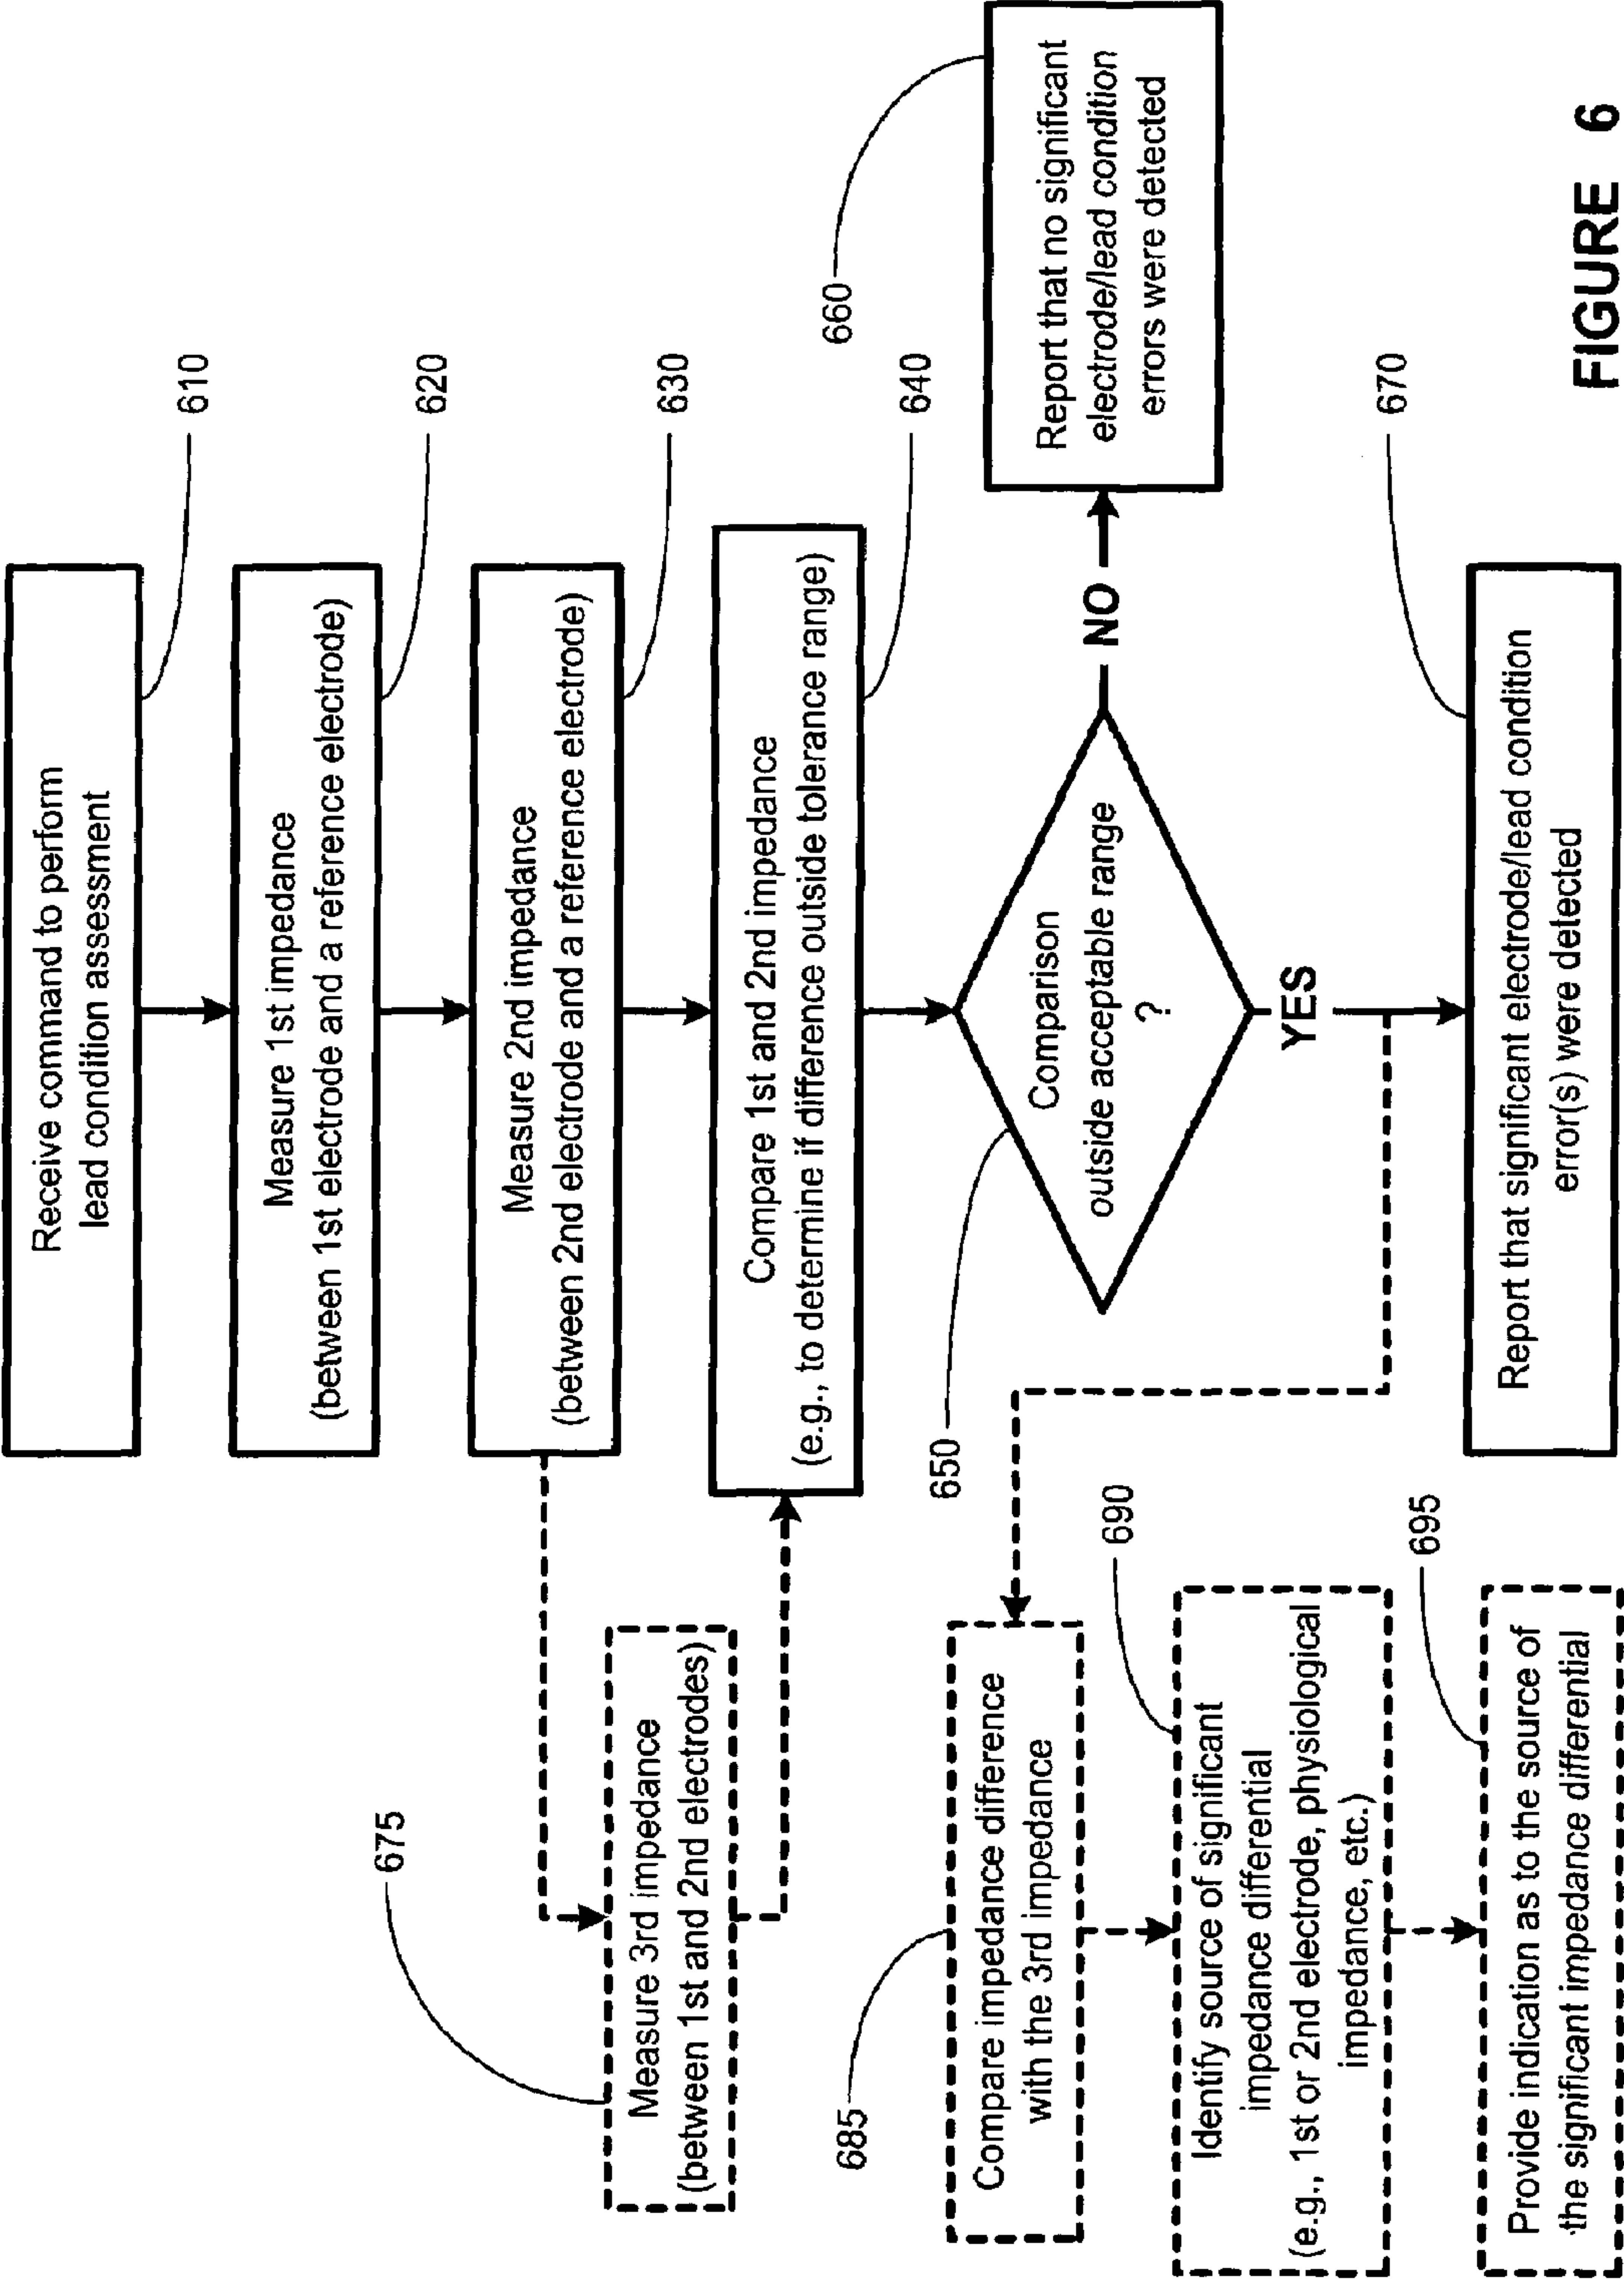 Receive command to perform
lead condition assessment
610
Measure 1st impedance
(between 1st electrode and a reference electrode)
620
Measure 2nd impedance
(between 2nd electrode and a reference electrode)
630
Measure 3rd impedance
(between 1st and 2nd electrodes)
675
Compare 1st and 2nd impedance
(e.g., to determine if difference outside tolerance range)
640
Comparison
outside acceptable range
?
650
NO
Report that no significant
electrode/lead condition
errors were detected
660
YES
Compare impedance difference
with the 3rd impedance
685
Identify source of significant
impedance differential
(e.g., 1st or 2nd electrode, physiological
impedance, etc.)
690
Provide indication as to the source of
the significant impedance differential
695
Report that significant electrode/lead condition
error(s) were detected
670
FIGURE 6